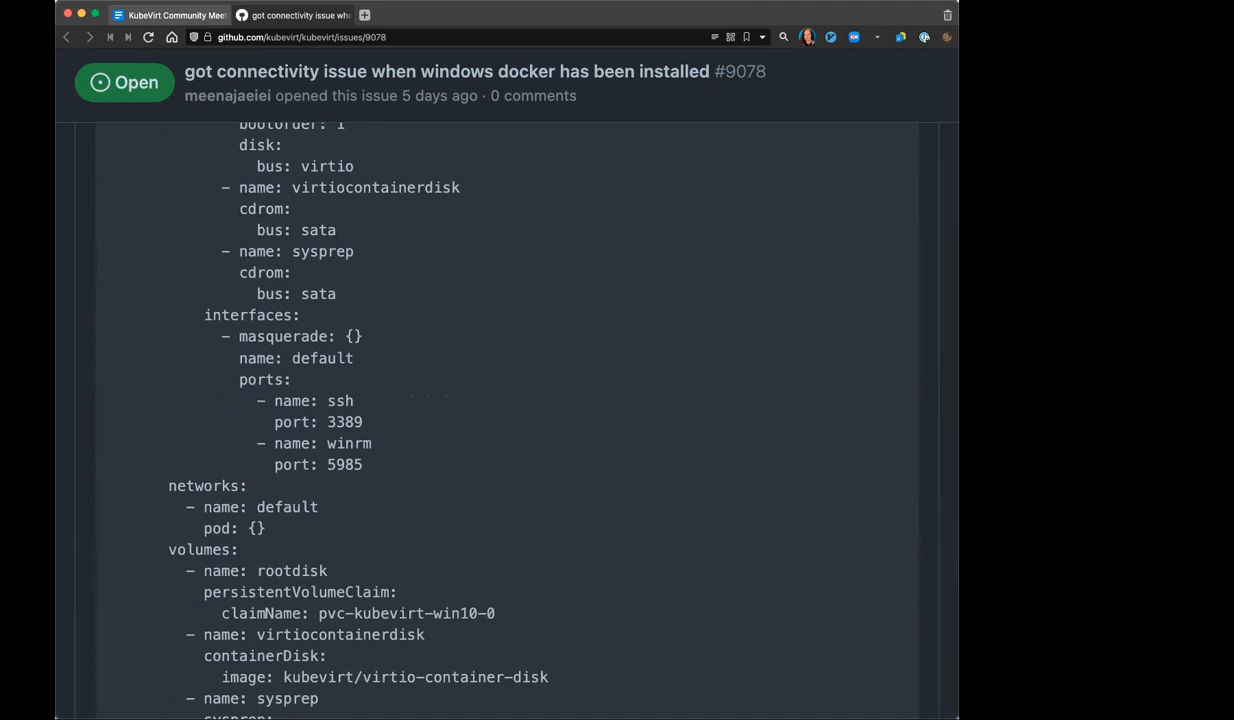 KubeVirt Community Meet
got connectivity issue whe
github.com/kubevirt/kubevirt/issues/9078
Open
got connectivity issue when windows docker has been installed #9078
meenajaeiei opened this issue 5 days ago · 0 comments
bootOrder: 1
disk:
bus: virtio
- name: virtiocontainerdisk
cdrom:
bus: sata
- name: sysprep
cdrom:
bus: sata
interfaces:
- masquerade: {}
name: default
ports:
- name: ssh
port: 3389
- name: winrm
port: 5985
networks:
- name: default
pod: {}
volumes:
- name: rootdisk
persistentVolumeClaim:
claimName: pvc-kubevirt-win10-0
- name: virtiocontainerdisk
containerDisk:
image: kubevirt/virtio-container-disk
- name: sysprep
sysprep: